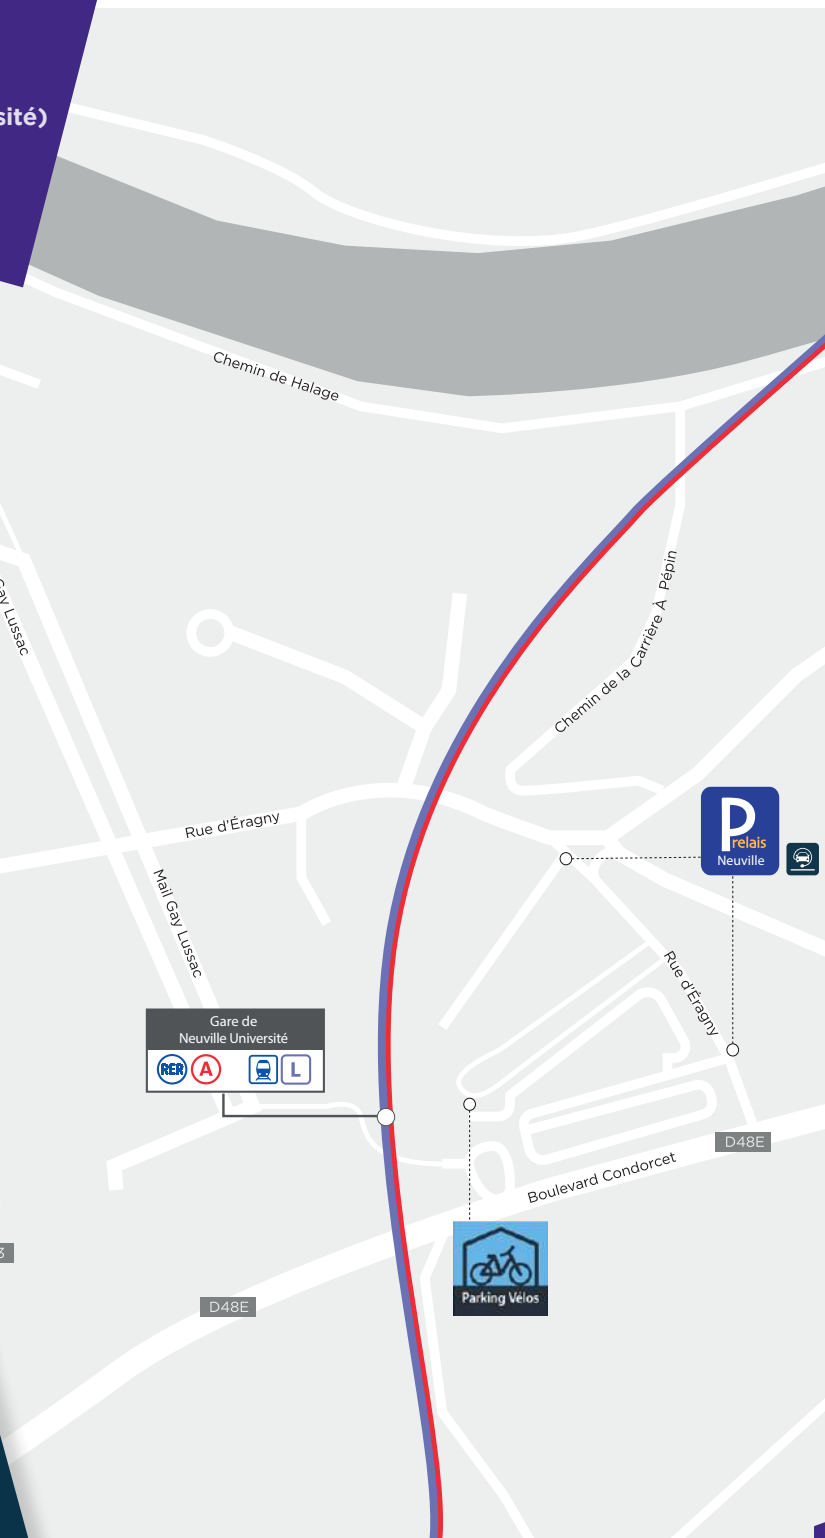 sité)
Chemin de Halage
Gay Lussac
Chemin de la Carrière À Pépin
Rue d'Éragny
P
relais
Neuville
Mail Gay Lussac
Rue d'Éragny
Gare de
Neuville Université
RER A L
D48E
Boulevard Condorcet
3
Parking Vélos
D48E